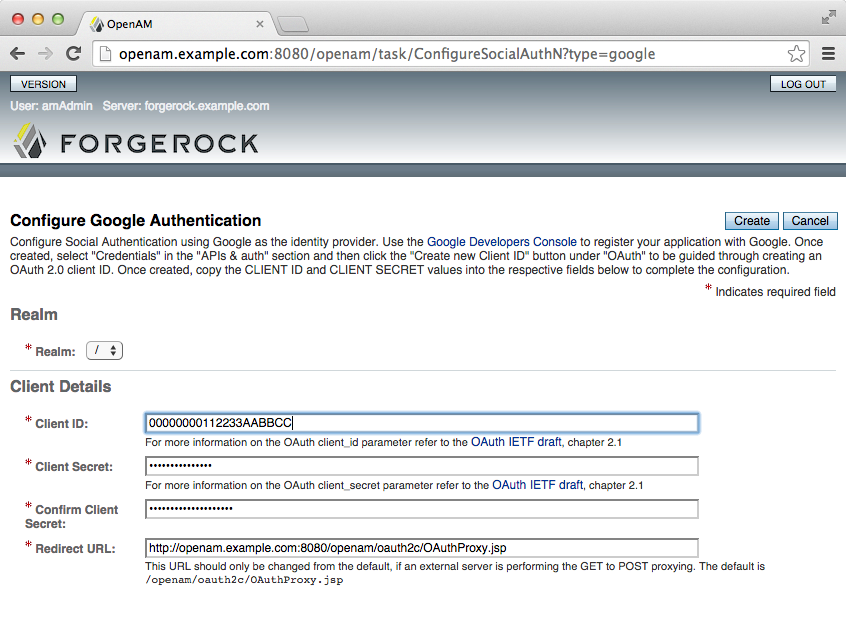 OpenAM
openam.example.com:8080/openam/task/ConfigureSocialAuthN?type=google
VERSION
LOG OUT
User: amAdmin Server: forgerock.example.com
FORGEROCK
Configure Google Authentication
Create Cancel
Configure Social Authentication using Google as the identity provider. Use the Google Developers Console to register your application with Google. Once
created, select "Credentials" in the "APIs & auth" section and then click the "Create new Client ID" button under "OAuth" to be guided through creating an
OAuth 2.0 client ID. Once created, copy the CLIENT ID and CLIENT SECRET values into the respective fields below to complete the configuration.
* Indicates required field
Realm
* Realm: /
Client Details
* Client ID: 00000000112233AABBCC
For more information on the OAuth client_id parameter refer to the OAuth IETF draft, chapter 2.1
* Client Secret: •••••••••••••••
For more information on the OAuth client_secret parameter refer to the OAuth IETF draft, chapter 2.1
* Confirm Client
Secret: ••••••••••••••••••••
* Redirect URL: http://openam.example.com:8080/openam/oauth2c/OAuthProxy.jsp
This URL should only be changed from the default, if an external server is performing the GET to POST proxying. The default is
/openam/oauth2c/OAuthProxy.jsp